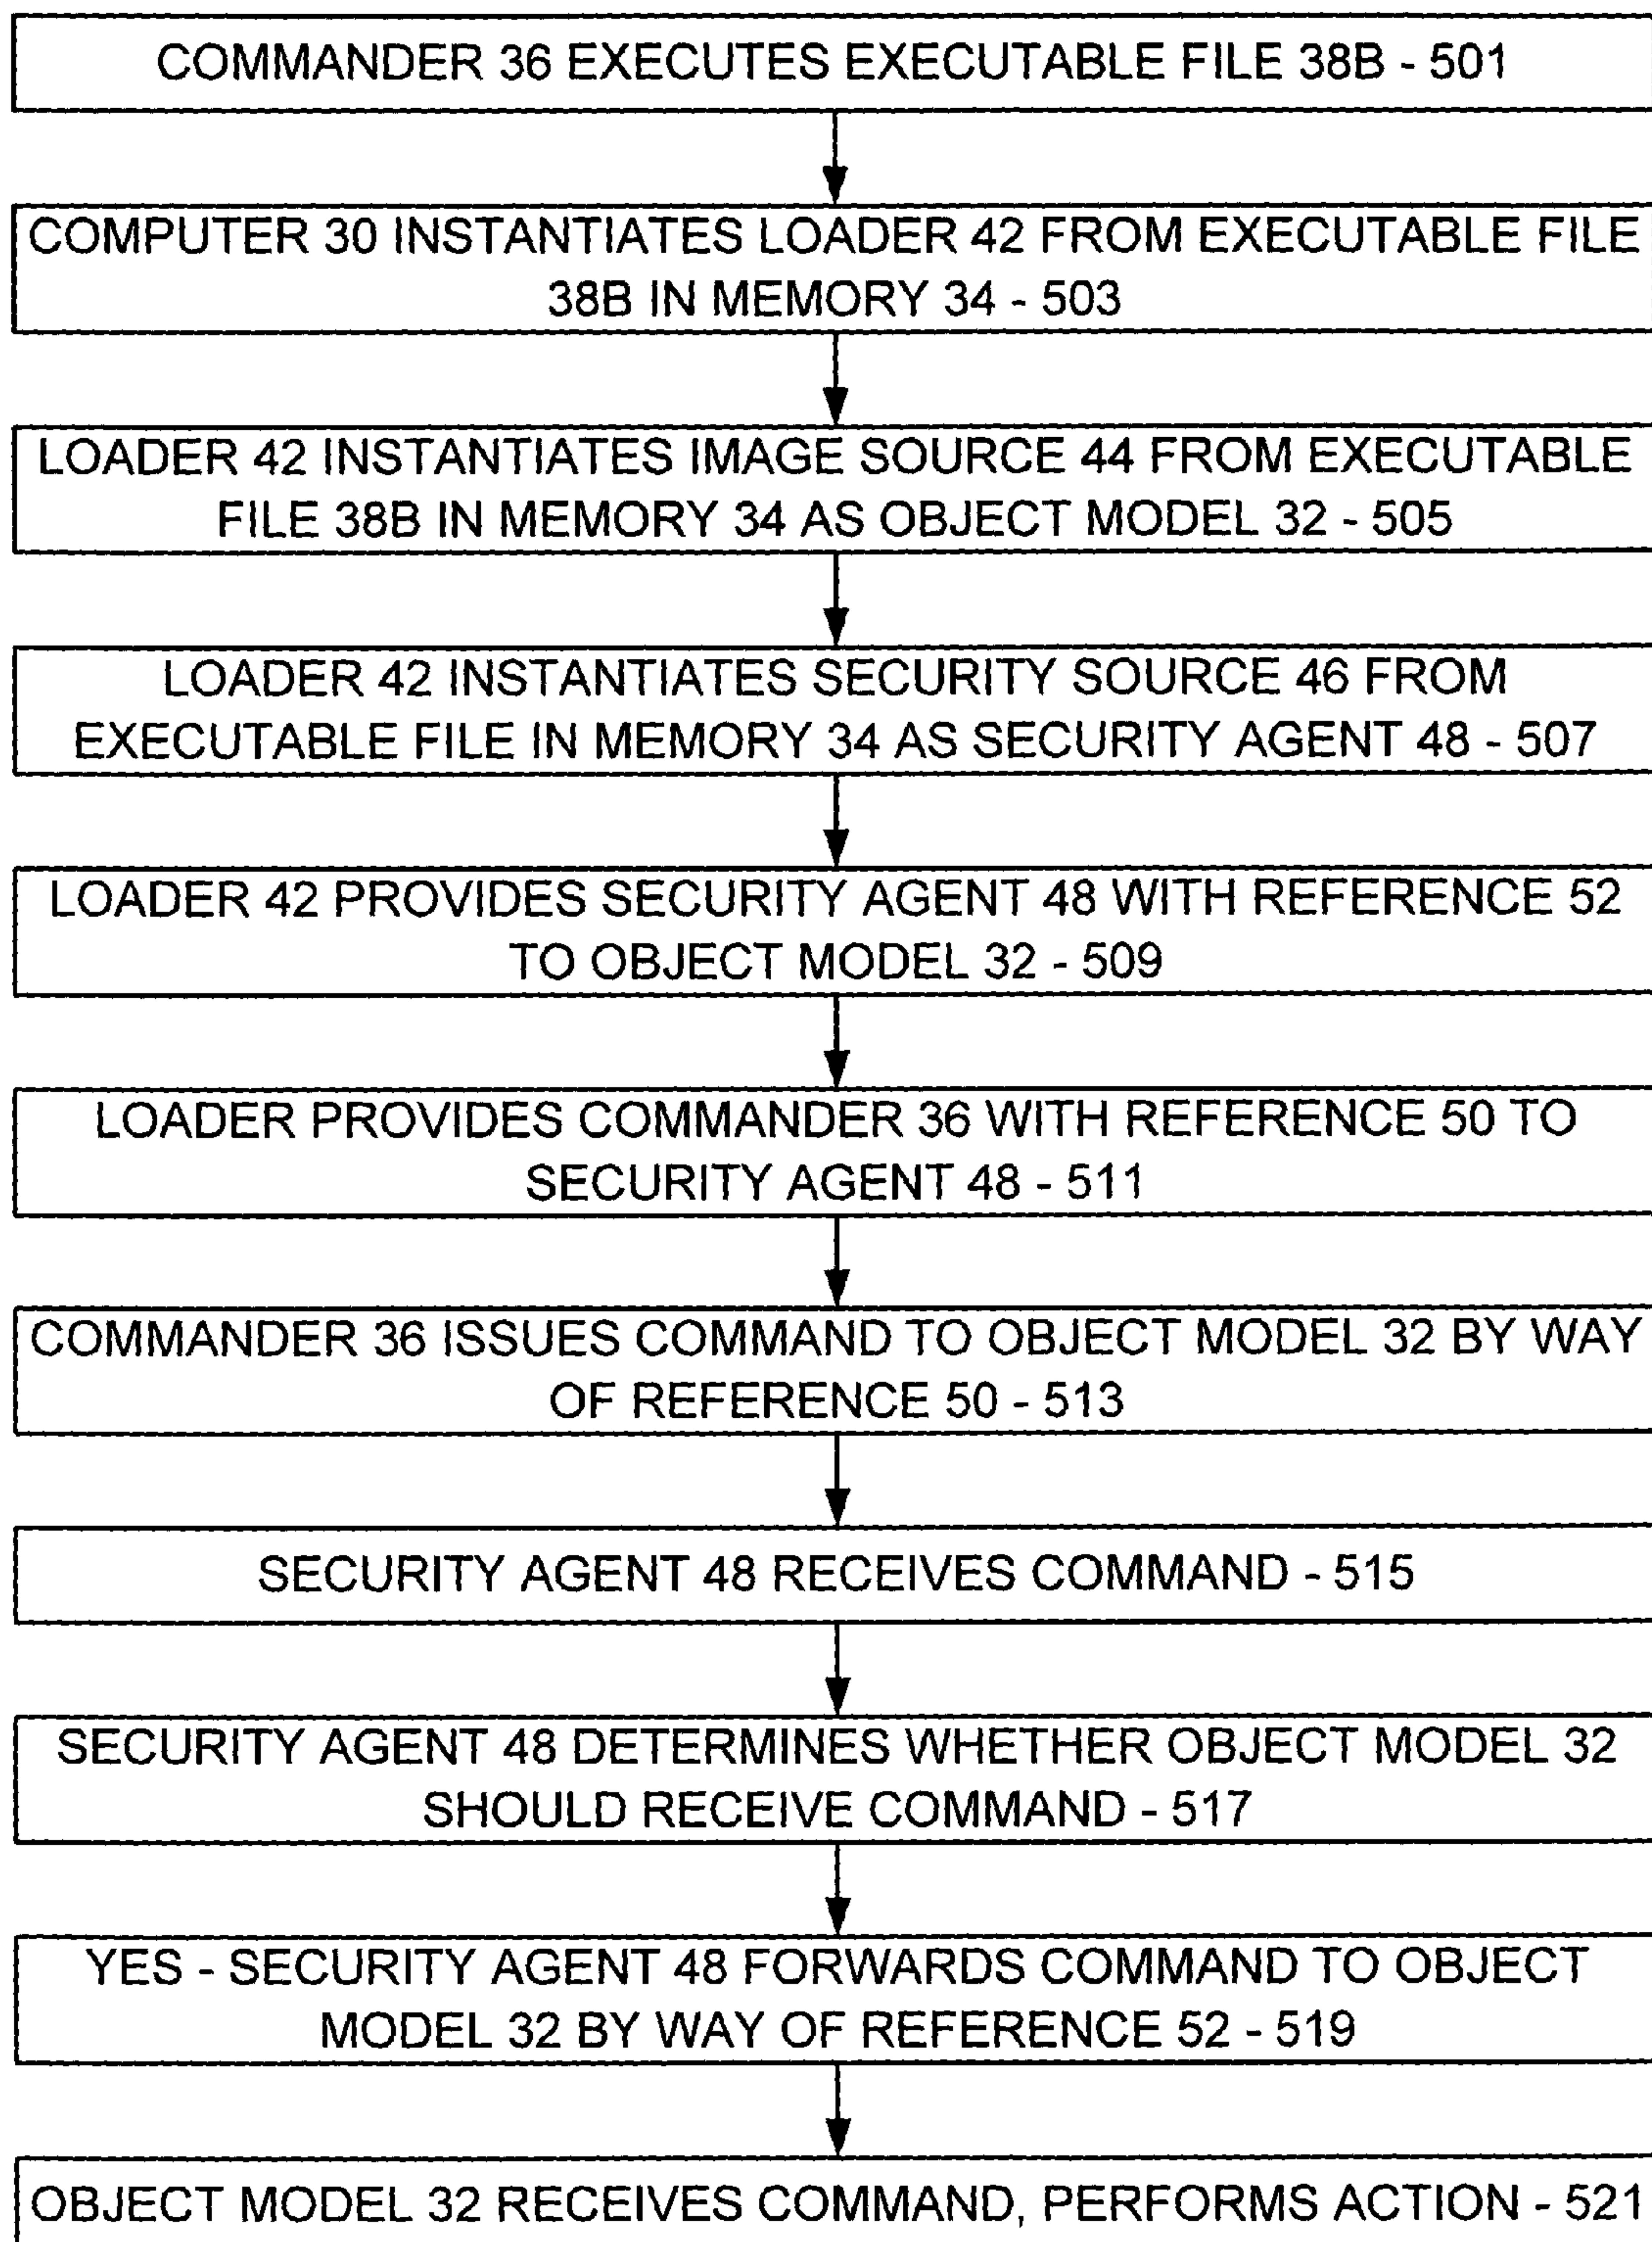 COMMANDER 36 EXECUTES EXECUTABLE FILE 38B - 501
COMPUTER 30 INSTANTIATES LOADER 42 FROM EXECUTABLE FILE
38B IN MEMORY 34 - 503
LOADER 42 INSTANTIATES IMAGE SOURCE 44 FROM EXECUTABLE
FILE 38B IN MEMORY 34 AS OBJECT MODEL 32 - 505
LOADER 42 INSTANTIATES SECURITY SOURCE 46 FROM
EXECUTABLE FILE IN MEMORY 34 AS SECURITY AGENT 48 - 507
LOADER 42 PROVIDES SECURITY AGENT 48 WITH REFERENCE 52
TO OBJECT MODEL 32 - 509
LOADER PROVIDES COMMANDER 36 WITH REFERENCE 50 TO
SECURITY AGENT 48 - 511
COMMANDER 36 ISSUES COMMAND TO OBJECT MODEL 32 BY WAY
OF REFERENCE 50 - 513
SECURITY AGENT 48 RECEIVES COMMAND - 515
SECURITY AGENT 48 DETERMINES WHETHER OBJECT MODEL 32
SHOULD RECEIVE COMMAND - 517
YES - SECURITY AGENT 48 FORWARDS COMMAND TO OBJECT
MODEL 32 BY WAY OF REFERENCE 52 - 519
OBJECT MODEL 32 RECEIVES COMMAND, PERFORMS ACTION - 521